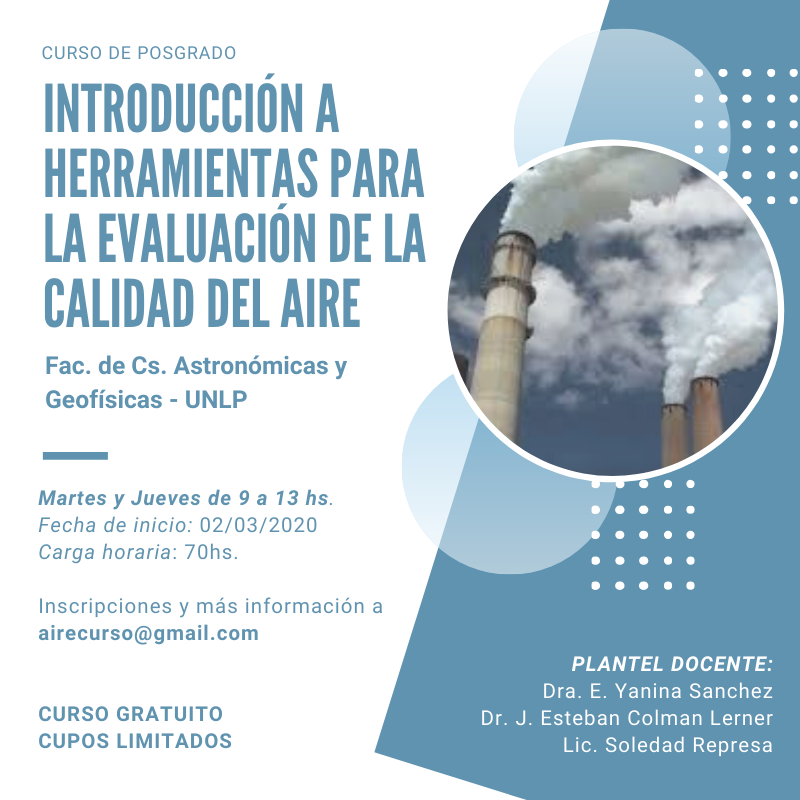 CURSO DE POSGRADO
INTRODUCCIÓN A
HERRAMIENTAS PARA
LA EVALUACIÓN DE LA
CALIDAD DEL AIRE
Fac. de Cs. Astronómicas y
Geofísicas - UNLP
Martes y Jueves de 9 a 13 hs.
Fecha de inicio: 02/03/2020
Carga horaria: 70hs.
Inscripciones y más información a
airecurso@gmail.com
CURSO GRATUITO
CUPOS LIMITADOS
PLANTEL DOCENTE:
Dra. E. Yanina Sanchez
Dr. J. Esteban Colman Lerner
Lic. Soledad Represa